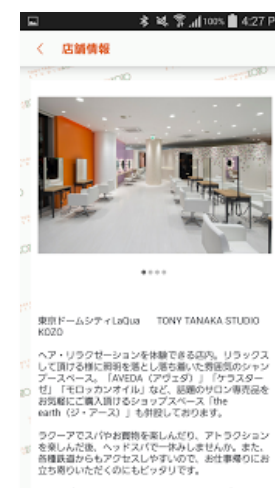 100% 4:27 P
店舗情報
東京ドームシティLaQua TONY TANAKA STUDIO
KOZO
ヘア・リラクゼーションを体験できる店内。リラックス
して頂ける様に照明を落とし落ち着いた雰囲気のシャン
プースペース。「AVEDA（アヴェダ）」「ケラスター
ゼ」「モロッカンオイル」など、話題のサロン専売品を
お気軽にご購入頂けるショップスペース「the
earth（ジ・アース）」も併設しております。
ラクーアでスパやお買物を楽しんだり、アトラクション
を楽しんだ後、ヘッドスパで一休みしませんか。また、
各種鉄道からもアクセスしやすいので、お仕事帰りにお
立ち寄りいただくのにもピッタリです。